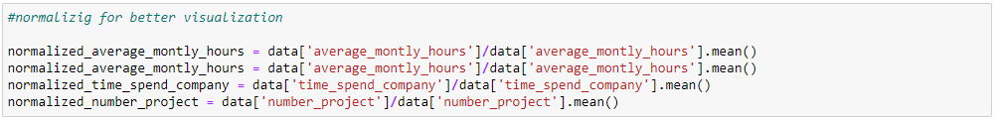 #normalizig for better visualization
normalized_average_montly_hours = data['average_montly_hours']/data['average_montly_hours'].mean()
normalized_average_montly_hours = data['average_montly_hours']/data['average_montly_hours'].mean()
normalized_time_spend_company = data['time_spend_company']/data['time_spend_company'].mean()
normalized_number_project = data['number_project']/data['number_project'].mean()